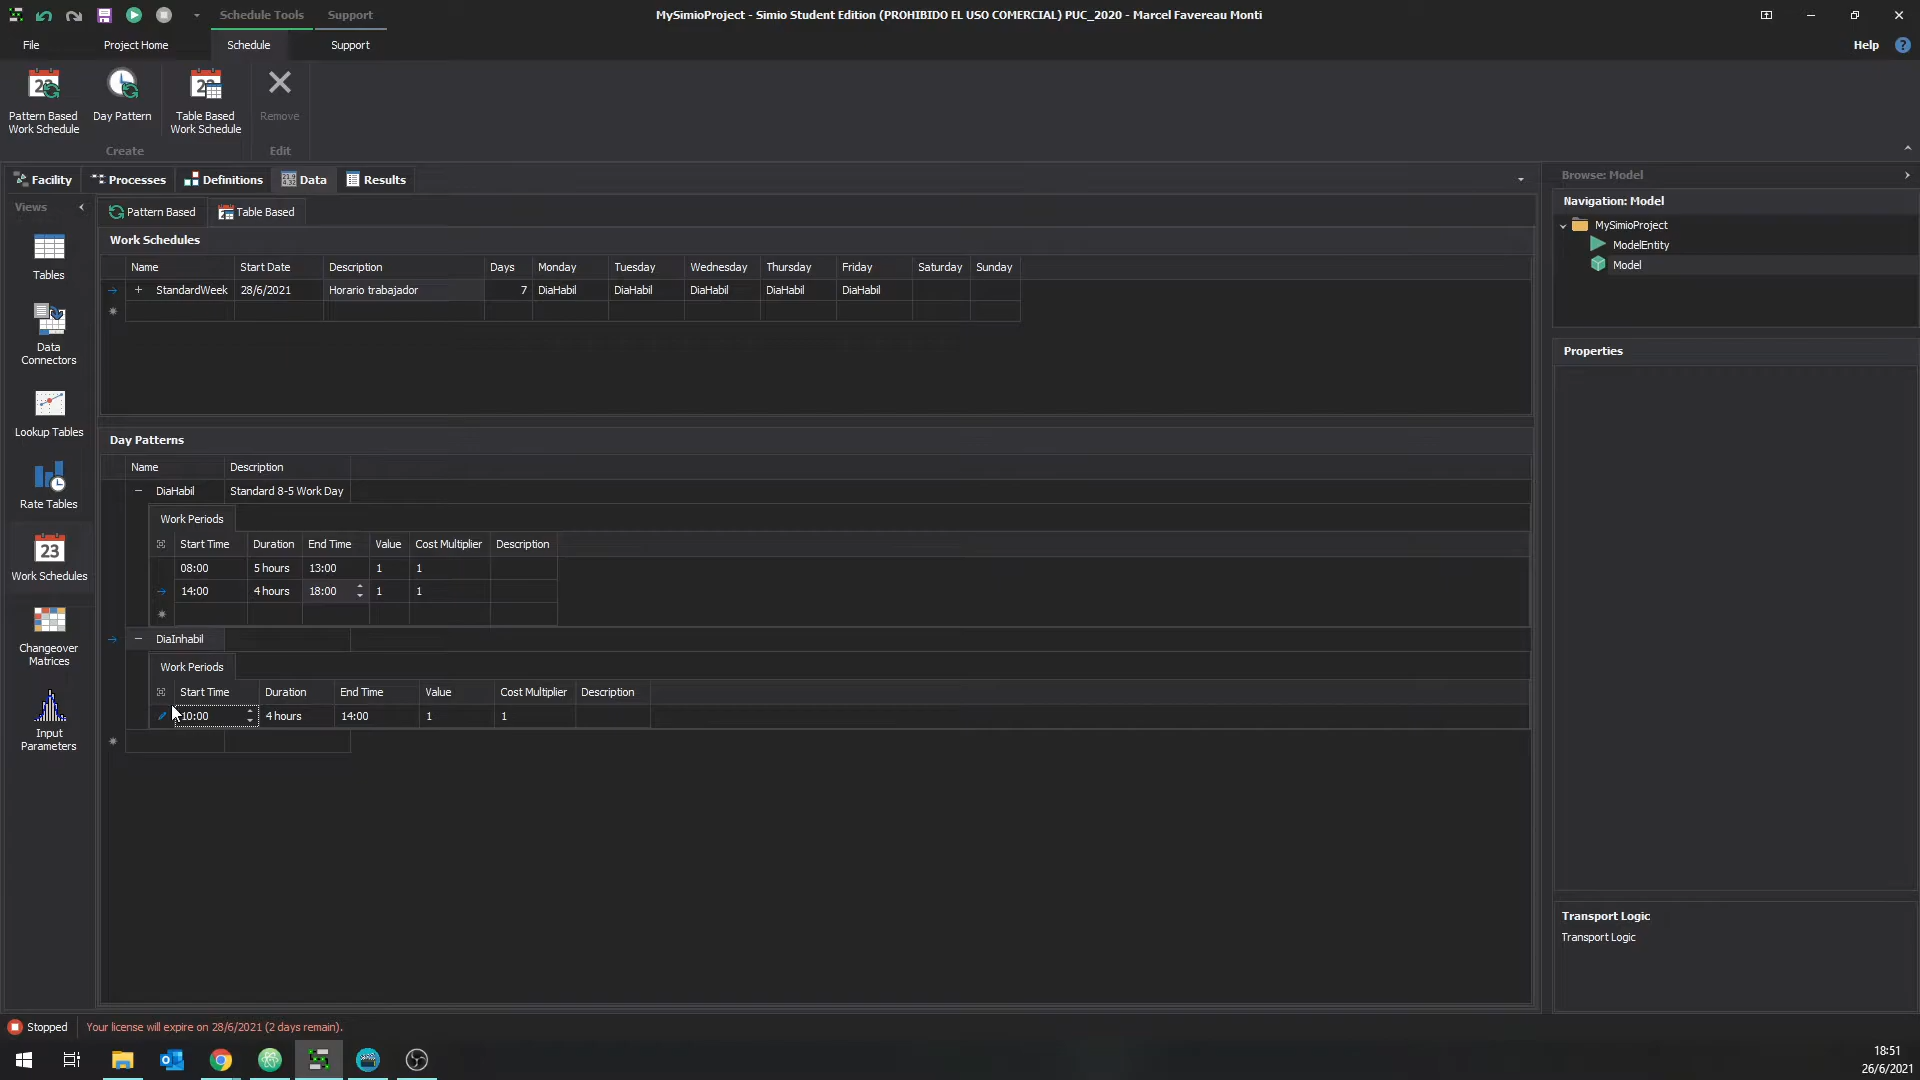 Schedule Tools Support MySimioProject - Simio Student Edition (PROHIBIDO EL USO COMERCIAL) PUC_2020 - Marcel Favereau Monti
File Project Home Schedule Support Help
Pattern Based Work Schedule
Day Pattern
Table Based Work Schedule
Remove
Create Edit
Facility Processes Definitions Data Results
Views
Tables
Data Connectors
Lookup Tables
Rate Tables
23
Work Schedules
Changeover Matrices
Input Parameters
Pattern Based Table Based
Work Schedules
Name Start Date Description Days Monday Tuesday Wednesday Thursday Friday Saturday Sunday
StandardWeek 28/6/2021 Horario trabajador 7 DiaHabil DiaHabil DiaHabil DiaHabil DiaHabil
Day Patterns
Name Description
DiaHabil Standard 8-5 Work Day
Work Periods
Start Time Duration End Time Value Cost Multiplier Description
08:00 5 hours 13:00 1 1
14:00 4 hours 18:00 1 1
DiaInhabil
Work Periods
Start Time Duration End Time Value Cost Multiplier Description
10:00 4 hours 14:00 1 1
Browse: Model
Navigation: Model
MySimioProject
ModelEntity
Model
Properties
Transport Logic
Transport Logic
Stopped Your license will expire on 28/6/2021 (2 days remain).
18:51
26/6/2021